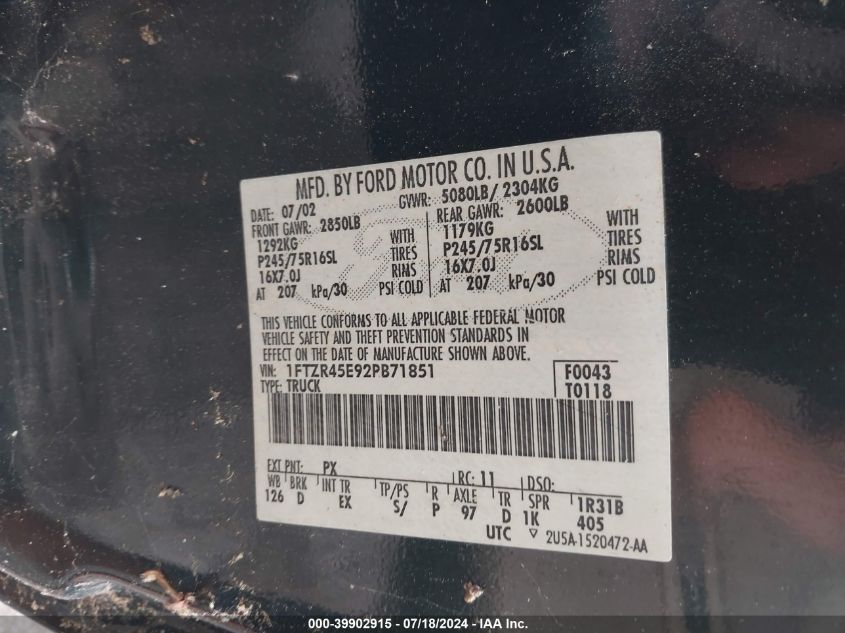 MFD. BY FORD MOTOR CO. IN U.S.A.
DATE: 07/02 GVWR: 5080LB/ 2304KG
FRONT GAWR: 2850LB REAR GAWR: 2600LB
1292KG WITH 1179KG WITH
P245/75R16SL TIRES P245/75R16SL TIRES
16X7.0J RIMS 16X7.0J RIMS
AT 207 kPa/30 PSI COLD AT 207 kPa/30 PSI COLD
THIS VEHICLE CONFORMS TO ALL APPLICABLE FEDERAL MOTOR
VEHICLE SAFETY AND THEFT PREVENTION STANDARDS IN
EFFECT ON THE DATE OF MANUFACTURE SHOWN ABOVE.
VIN: 1FTZR45E92PB71851 F0043
TYPE: TRUCK T0118
EXT PNT: PX RC: 11 DSO:
WB BRK INT TR TP/PS R AXLE TR SPR 1R31B
126 D EX S/ P 97 D 1K 405
UTC ▽ 2U5A-1520472-AA
000-39902915 - 07/18/2024 - IAA Inc.